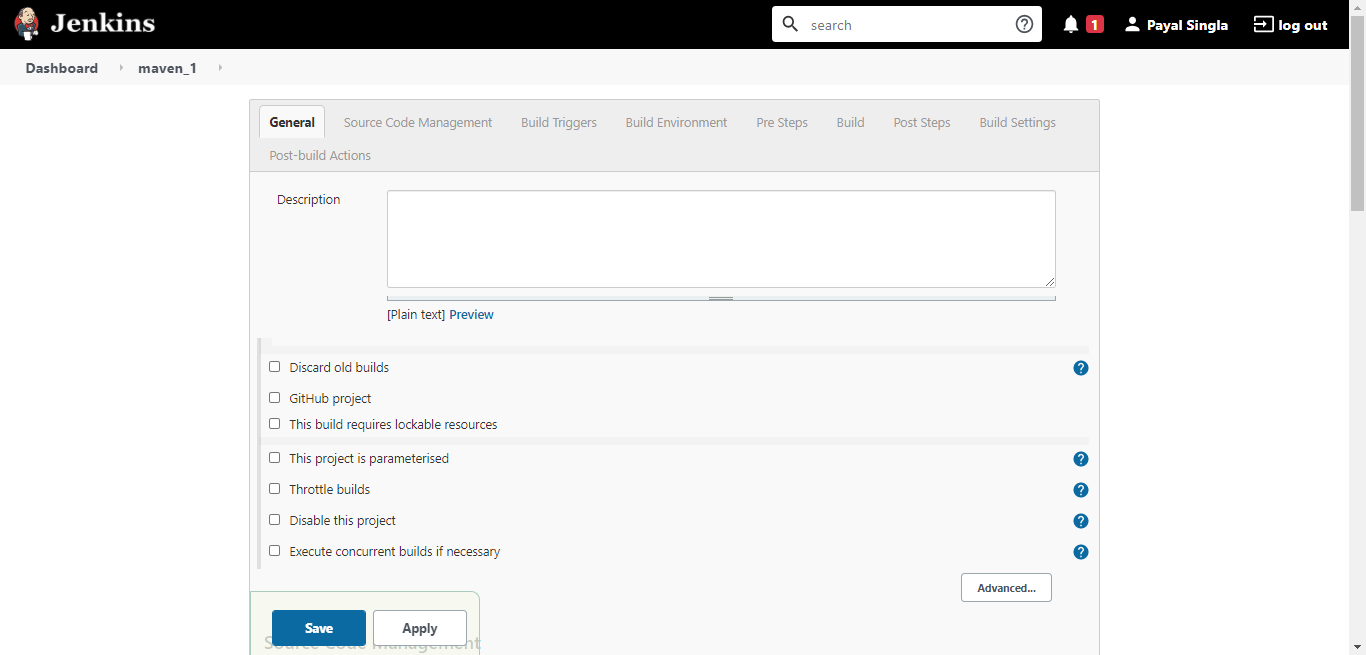 Jenkins
search
1
Payal Singla
log out
Dashboard
maven_1
General Source Code Management Build Triggers Build Environment Pre Steps Build Post Steps Build Settings
Post-build Actions
Description
[Plain text] Preview
Discard old builds
GitHub project
This build requires lockable resources
This project is parameterised
Throttle builds
Disable this project
Execute concurrent builds if necessary
Advanced...
Save Apply
Source Code Management